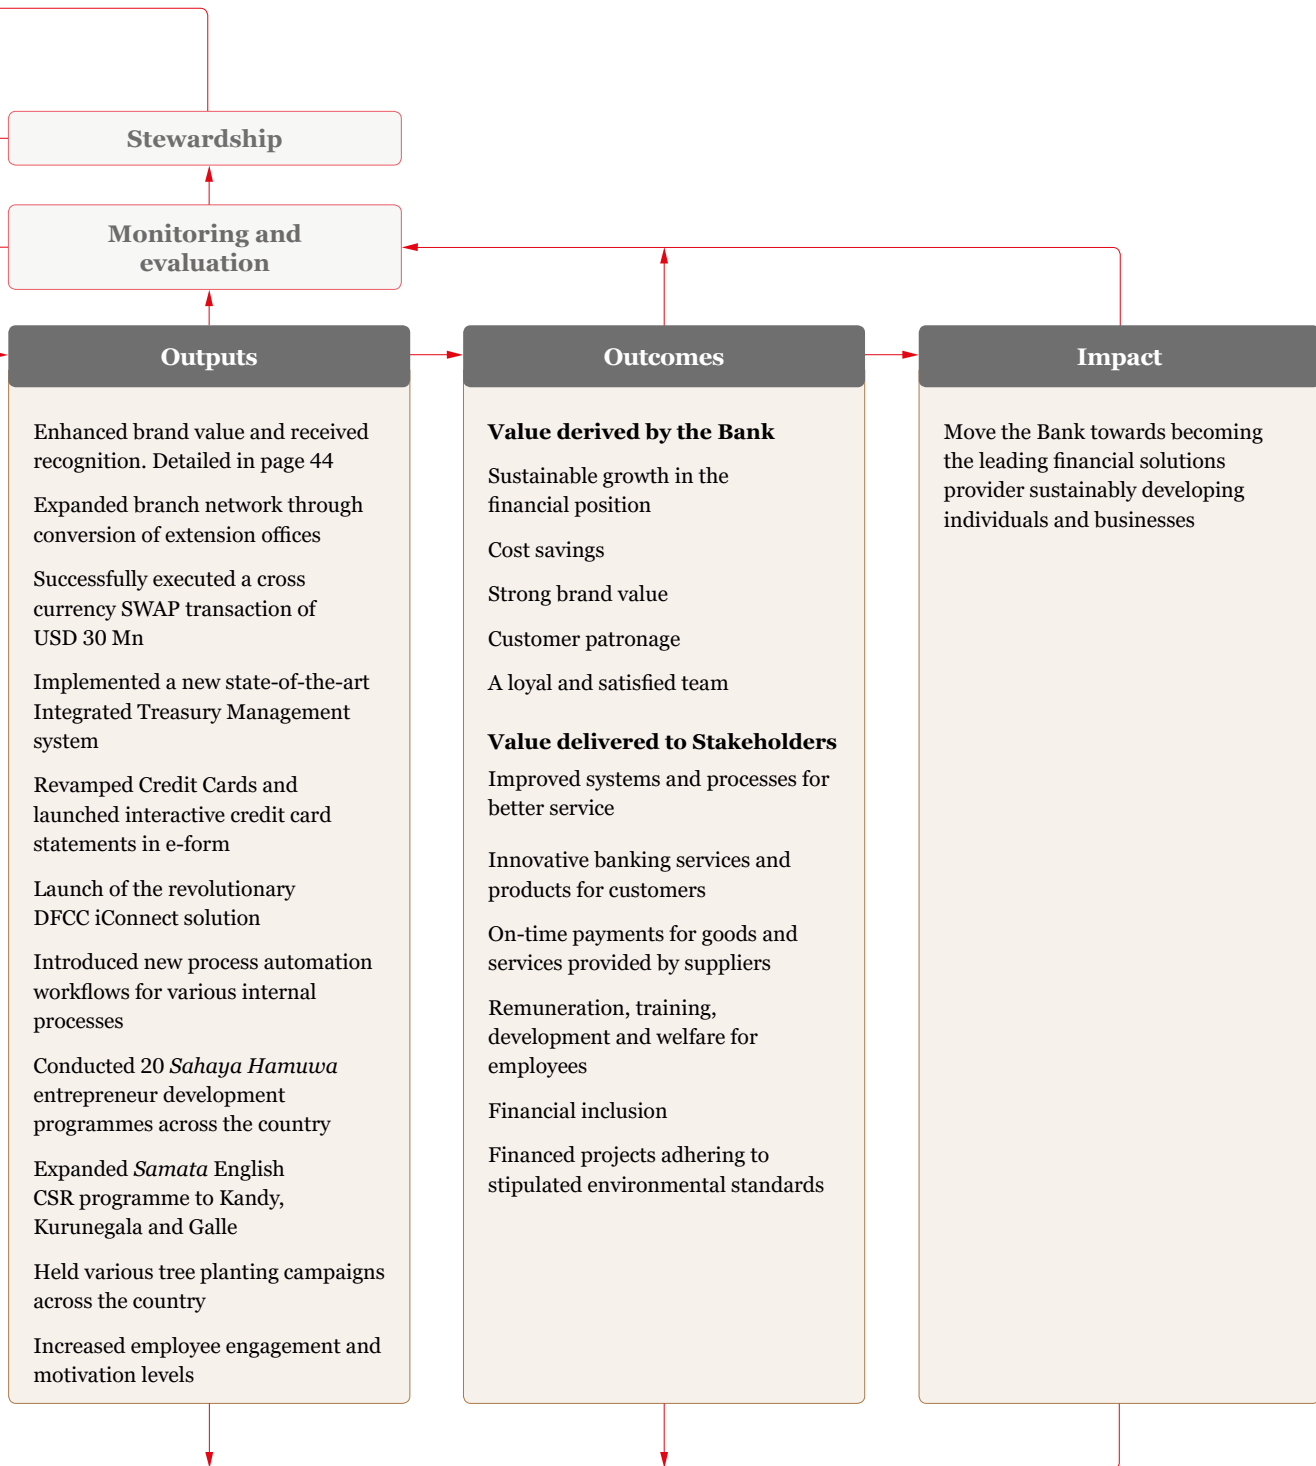 Stewardship
Monitoring and
evaluation
Outputs
Enhanced brand value and received
recognition. Detailed in page 44
Expanded branch network through
conversion of extension offices
Successfully executed a cross
currency SWAP transaction of
USD 30 Mn
Implemented a new state-of-the-art
Integrated Treasury Management
system
Revamped Credit Cards and
launched interactive credit card
statements in e-form
Launch of the revolutionary
DFCC iConnect solution
Introduced new process automation
workflows for various internal
processes
Conducted 20 Sahaya Hamuwa
entrepreneur development
programmes across the country
Expanded Samata English
CSR programme to Kandy,
Kurunegala and Galle
Held various tree planting campaigns
across the country
Increased employee engagement and
motivation levels
Outcomes
Value derived by the Bank
Sustainable growth in the
financial position
Cost savings
Strong brand value
Customer patronage
A loyal and satisfied team
Value delivered to Stakeholders
Improved systems and processes for
better service
Innovative banking services and
products for customers
On-time payments for goods and
services provided by suppliers
Remuneration, training,
development and welfare for
employees
Financial inclusion
Financed projects adhering to
stipulated environmental standards
Impact
Move the Bank towards becoming
the leading financial solutions
provider sustainably developing
individuals and businesses